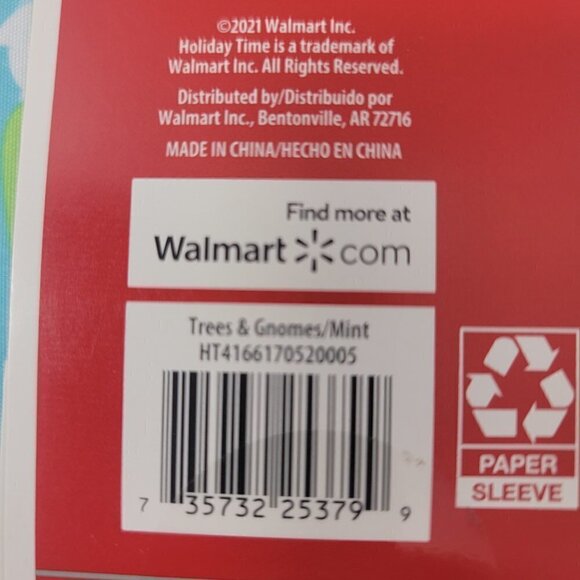 ©2021 Walmart Inc.
Holiday Time is a trademark of
Walmart Inc. All Rights Reserved.
Distributed by/Distribuido por
Walmart Inc., Bentonville, AR 72716
MADE IN CHINA/HECHO EN CHINA
Find more at
Walmart com
Trees & Gnomes/Mint
HT4166170520005
7 35732 25379 9
PAPER
SLEEVE